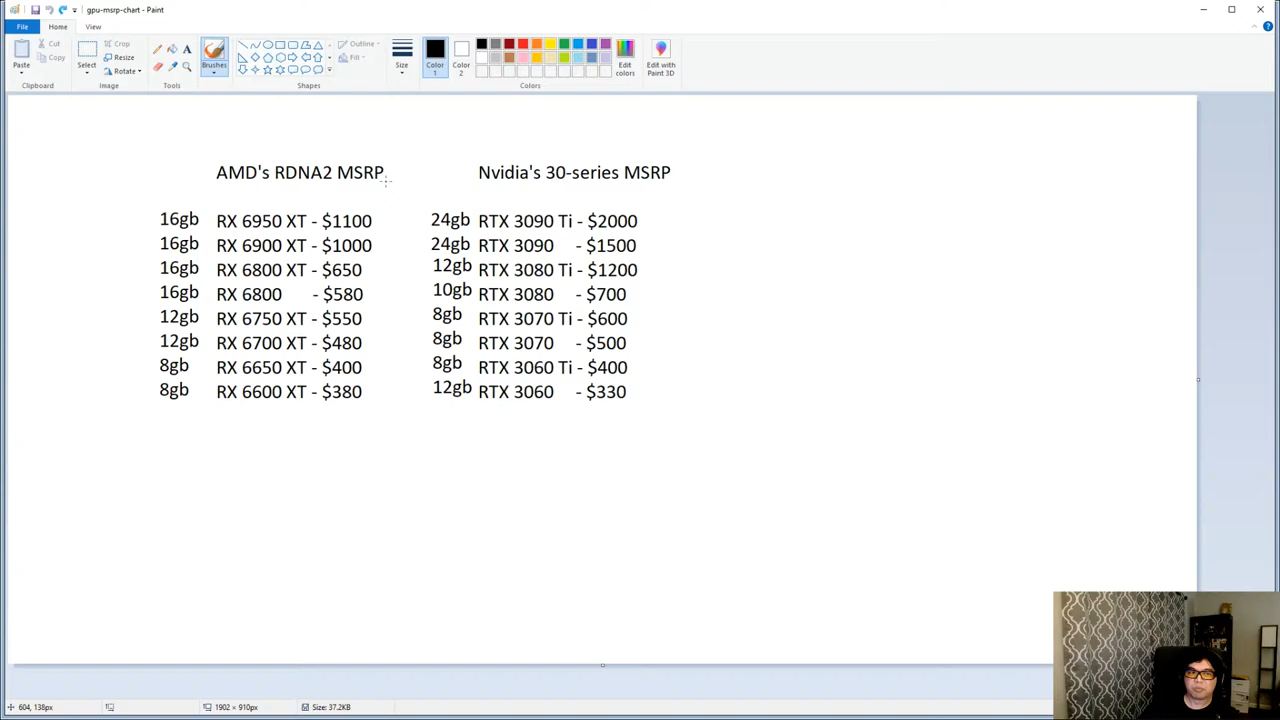 gpu-msrp-chart - Paint
File Home View
Paste Cut Copy Clipboard
Select Crop Resize Rotate Image
Tools
Brushes
Outline Fill Shapes
Size
Color 1 Color 2 Edit colors Edit with Paint 3D Colors
AMD's RDNA2 MSRP
16gb RX 6950 XT - $1100
16gb RX 6900 XT - $1000
16gb RX 6800 XT - $650
16gb RX 6800 - $580
12gb RX 6750 XT - $550
12gb RX 6700 XT - $480
8gb RX 6650 XT - $400
8gb RX 6600 XT - $380
Nvidia's 30-series MSRP
24gb RTX 3090 Ti - $2000
24gb RTX 3090 - $1500
12gb RTX 3080 Ti - $1200
10gb RTX 3080 - $700
8gb RTX 3070 Ti - $600
8gb RTX 3070 - $500
8gb RTX 3060 Ti - $400
12gb RTX 3060 - $330
604, 138px 1902 × 910px Size: 37.2KB